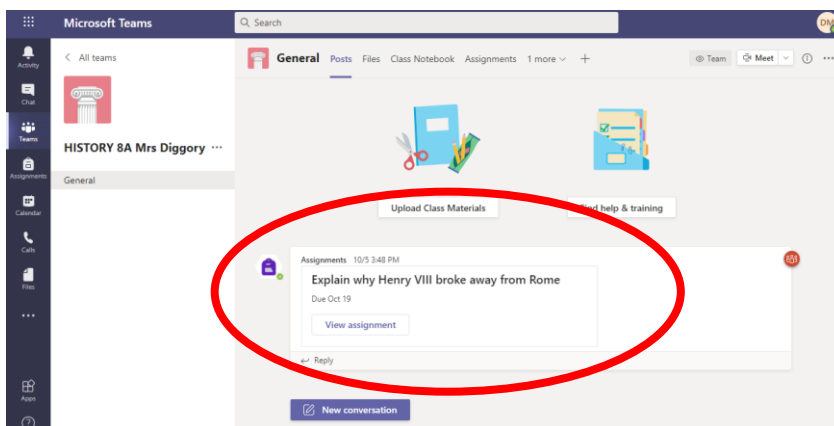 Microsoft Teams
Search
DM
Activity
Chat
Teams
Assignments
Calendar
Calls
Files
Apps
All teams
HISTORY 8A Mrs Diggory
General
General Posts Files Class Notebook Assignments 1 more
Team
Meet
Upload Class Materials
Find help & training
Assignments 10/5 3:48 PM
Explain why Henry VIII broke away from Rome
Due Oct 19
View assignment
Reply
New conversation